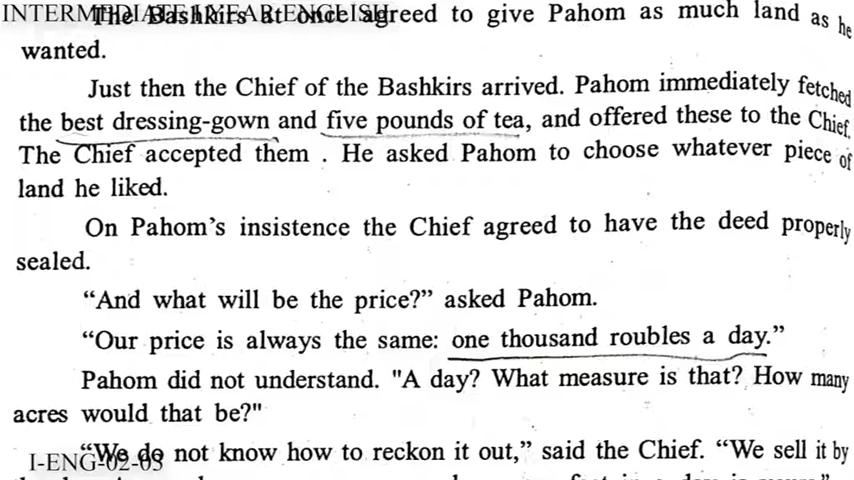 INTERMEDIATE I YEAR ENGLISH
The Bashkirs at once agreed to give Pahom as much land as he
wanted.
Just then the Chief of the Bashkirs arrived. Pahom immediately fetched
the best dressing-gown and five pounds of tea, and offered these to the Chief.
The Chief accepted them . He asked Pahom to choose whatever piece of
land he liked.
On Pahom's insistence the Chief agreed to have the deed properly
sealed.
“And what will be the price?” asked Pahom.
“Our price is always the same: one thousand roubles a day.”
Pahom did not understand. "A day? What measure is that? How many
acres would that be?"
“We do not know how to reckon it out,” said the Chief. “We sell it by
I-ENG-02-03